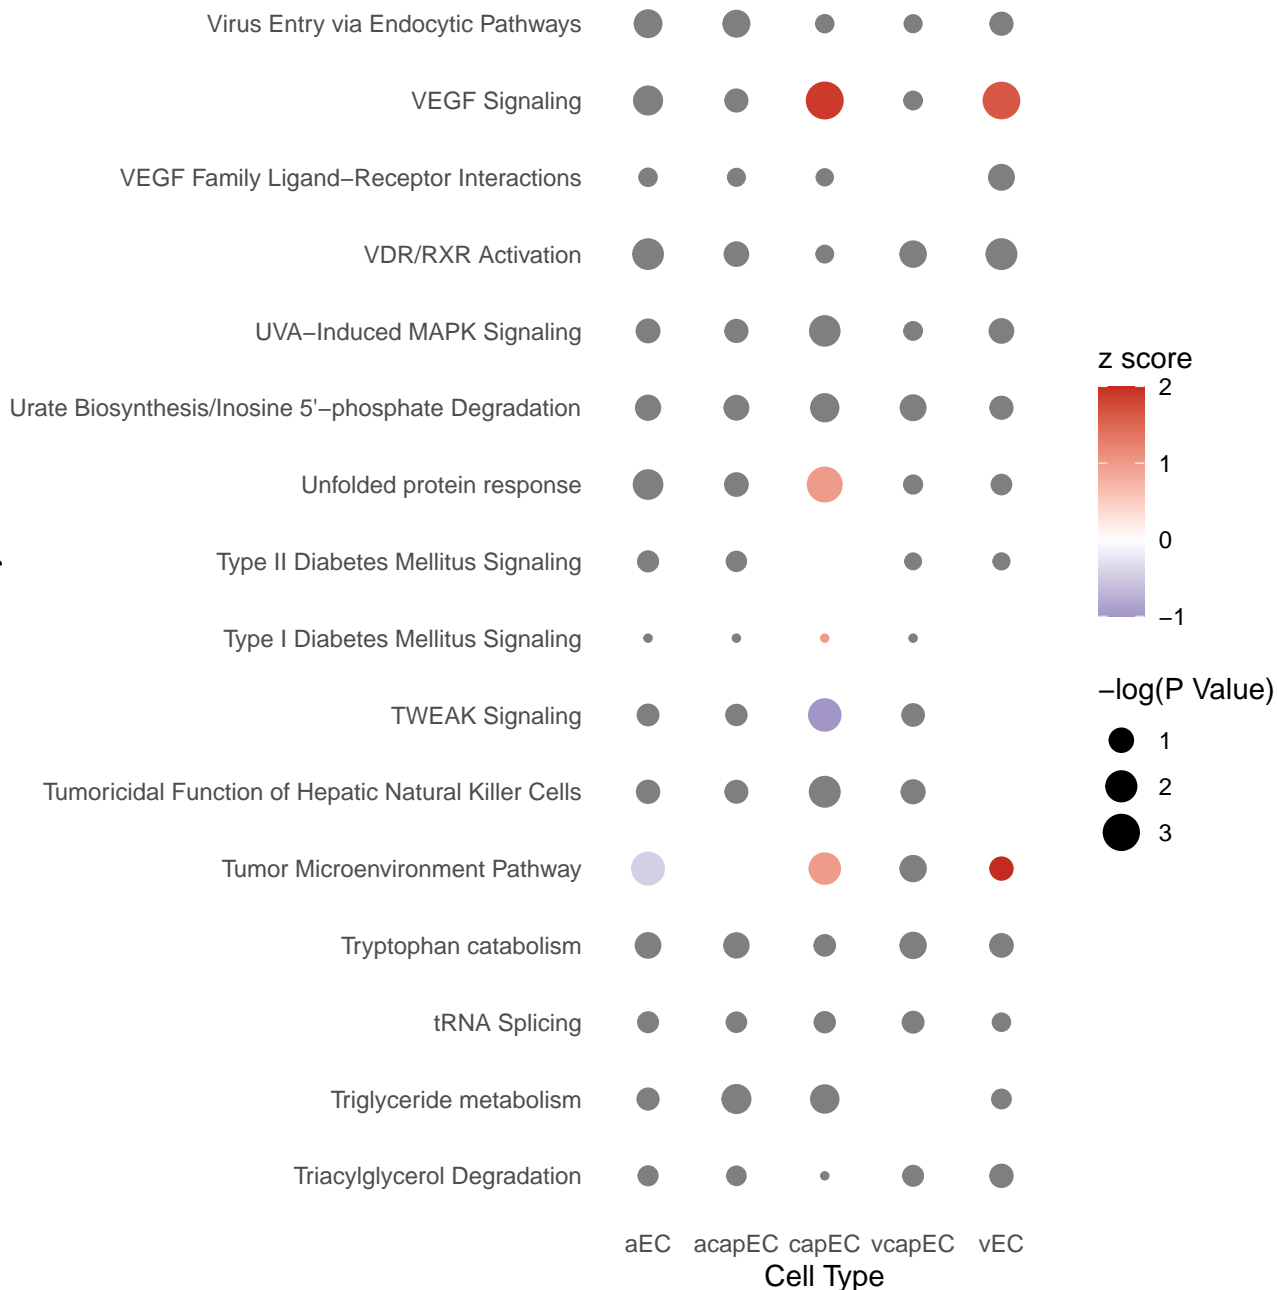 Virus Entry via Endocytic Pathways
VEGF Signaling
VEGF Family Ligand−Receptor Interactions
VDR/RXR Activation
UVA−Induced MAPK Signaling
Urate Biosynthesis/Inosine 5'−phosphate Degradation
Unfolded protein response
Type II Diabetes Mellitus Signaling
Type I Diabetes Mellitus Signaling
TWEAK Signaling
Tumoricidal Function of Hepatic Natural Killer Cells
Tumor Microenvironment Pathway
Tryptophan catabolism
tRNA Splicing
Triglyceride metabolism
Triacylglycerol Degradation
aEC acapEC capEC vcapEC vEC
Cell Type
z score
2
1
0
−1
−log(P Value)
1
2
3